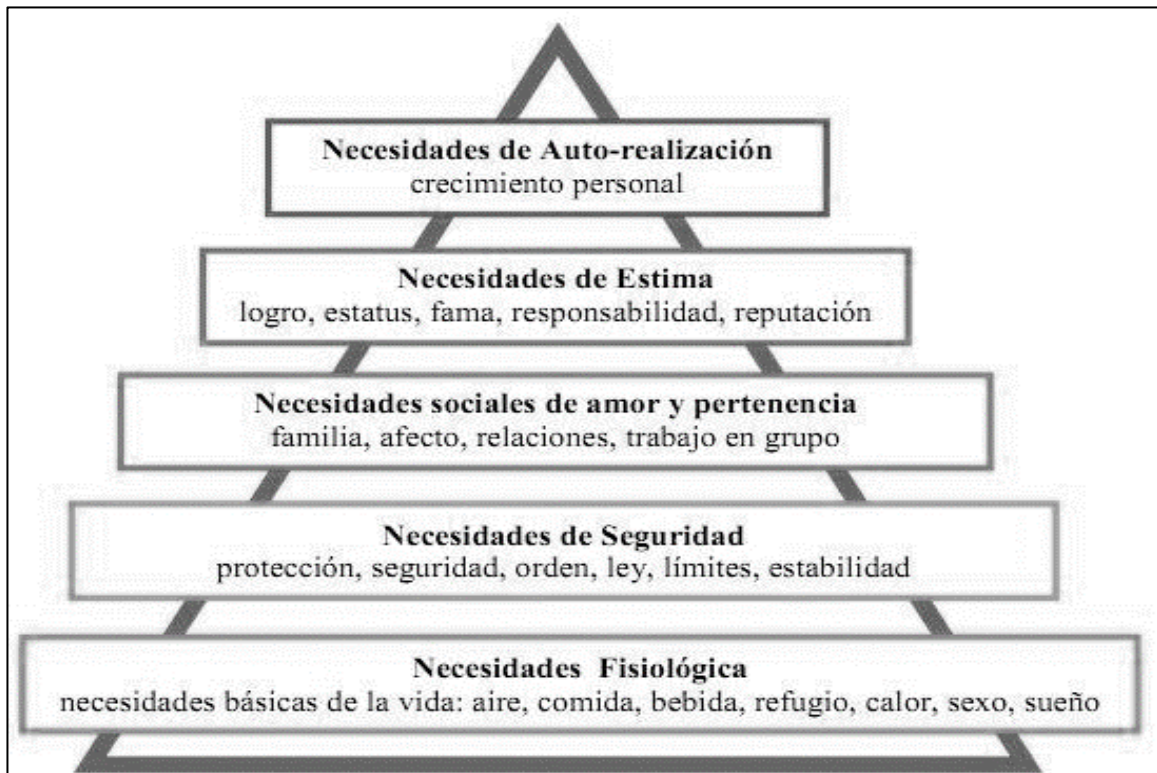 Necesidades de Auto-realización
crecimiento personal
Necesidades de Estima
logro, estatus, fama, responsabilidad, reputación
Necesidades sociales de amor y pertenencia
familia, afecto, relaciones, trabajo en grupo
Necesidades de Seguridad
protección, seguridad, orden, ley, límites, estabilidad
Necesidades Fisiológica
necesidades básicas de la vida: aire, comida, bebida, refugio, calor, sexo, sueño